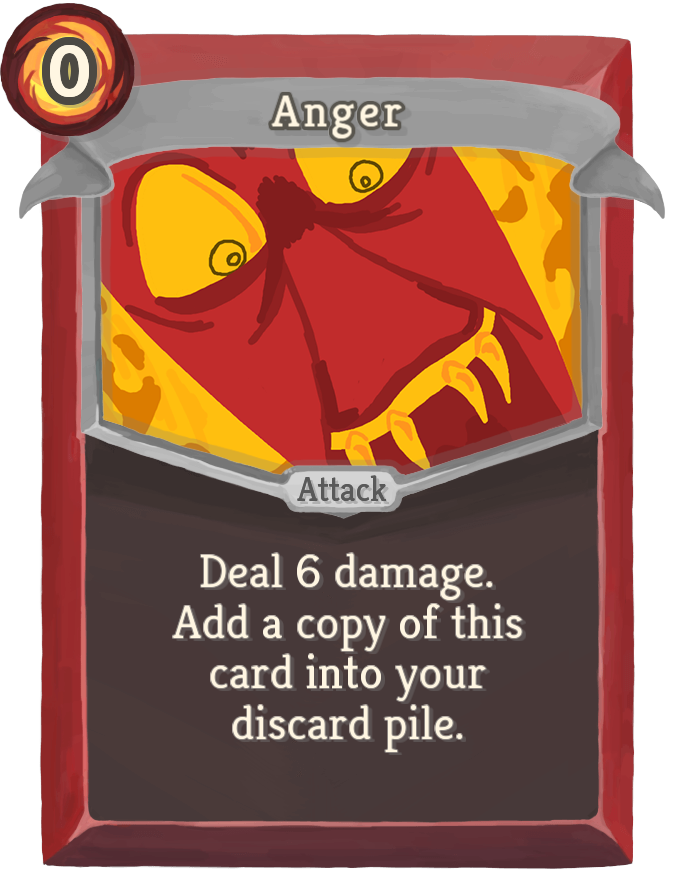 0
Anger
Attack
Deal 6 damage.
Add a copy of this
card into your
discard pile.